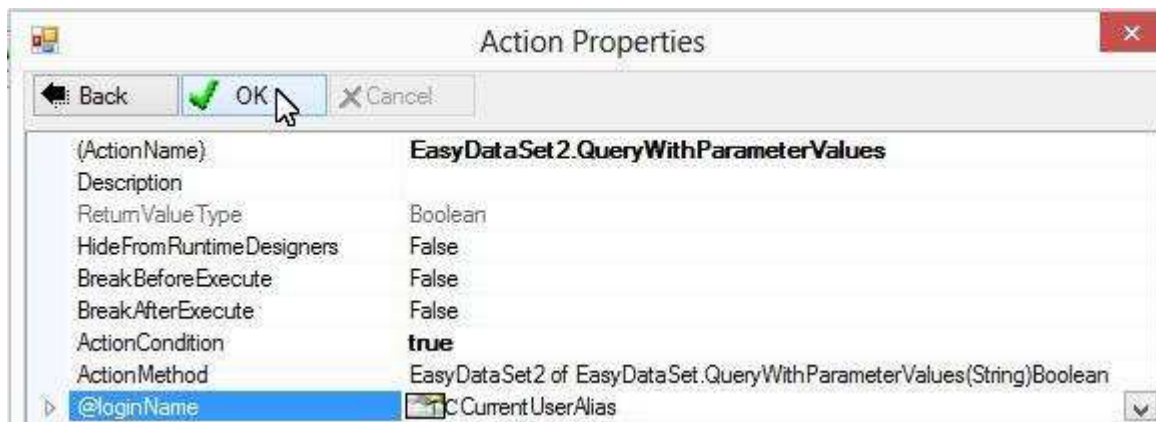 Action Properties
Back OK Cancel
(ActionName) EasyDataSet2.QueryWithParameterValues
Description
ReturnValueType Boolean
HideFromRuntimeDesigners False
BreakBeforeExecute False
BreakAfterExecute False
ActionCondition true
ActionMethod EasyDataSet2 of EasyDataSet.QueryWithParameterValues(String)Boolean
@loginName CCurrentUserAlias